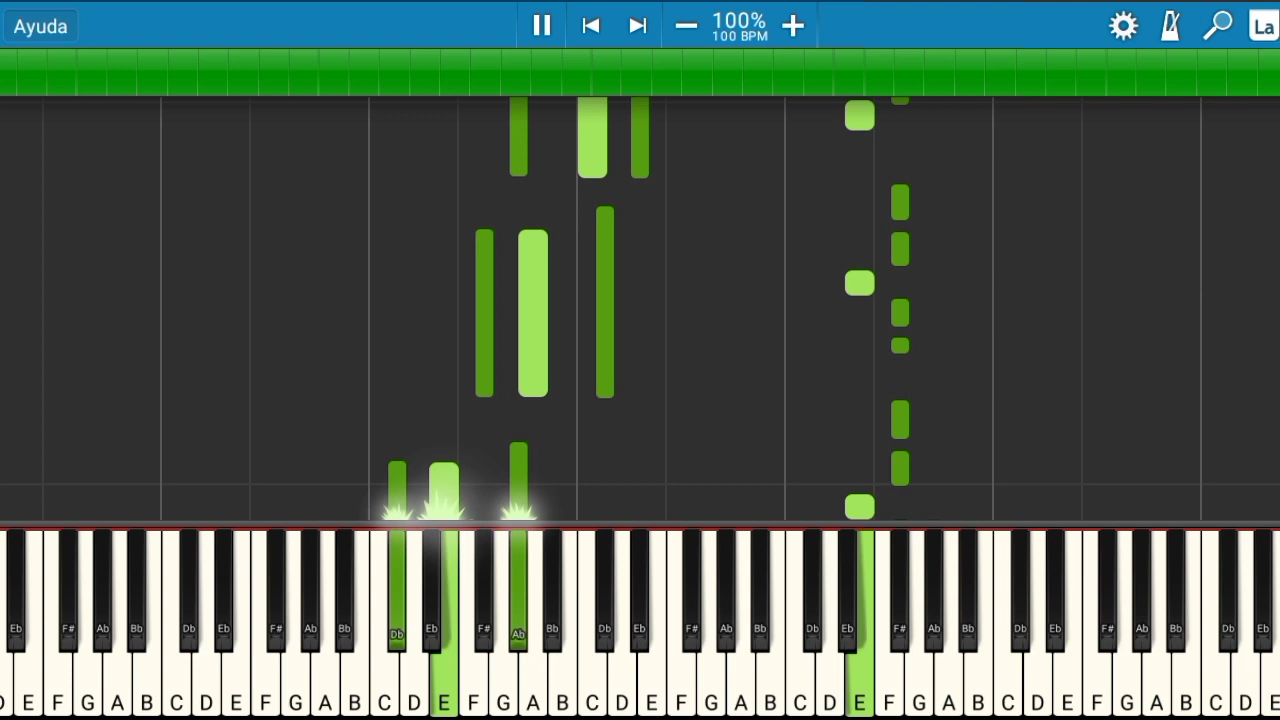 Ayuda
100%
100 BPM
La
Eb F# Ab Bb Db Eb F# Ab Bb Db Eb F# Ab Bb Db Eb F# Ab Bb Db Eb F# Ab Bb Db Eb F# Ab Bb Db Eb
D E F G A B C D E F G A B C D E F G A B C D E F G A B C D E F G A B C D E F G A B C D E